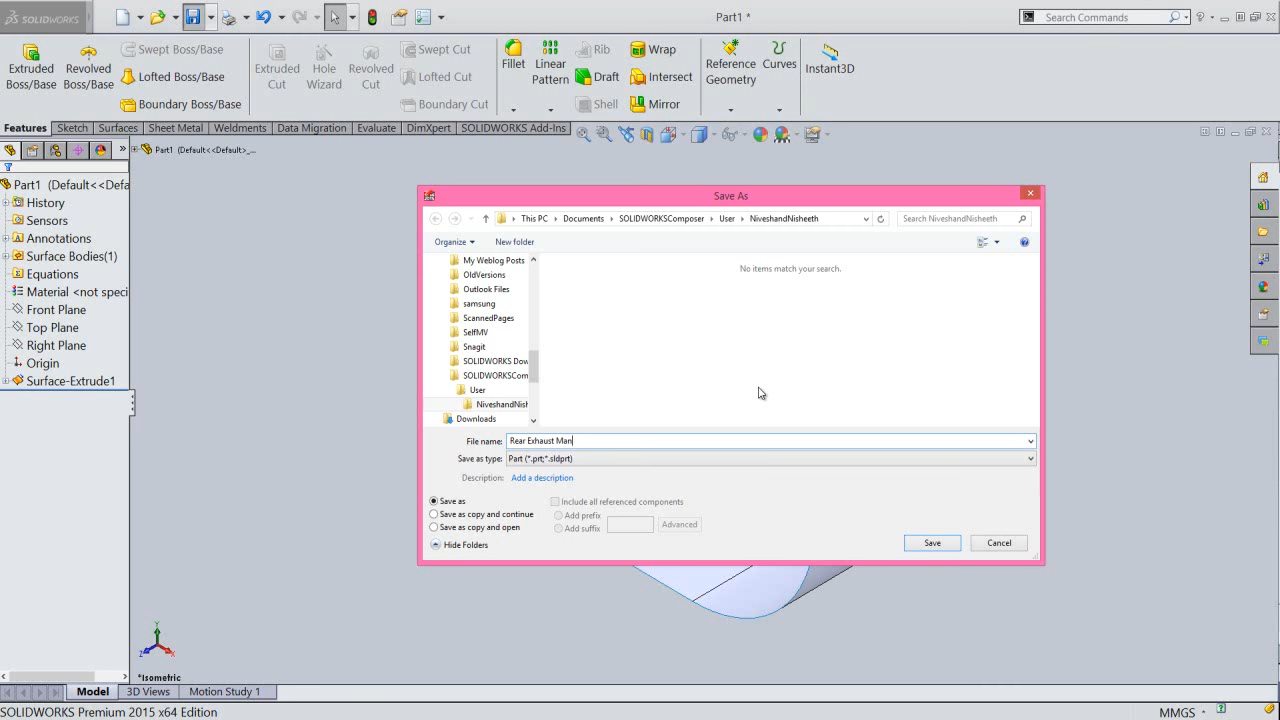 SOLIDWORKS
Part1 *
Search Commands
Extruded Boss/Base
Revolved Boss/Base
Swept Boss/Base
Lofted Boss/Base
Boundary Boss/Base
Extruded Cut
Hole Wizard
Revolved Cut
Swept Cut
Lofted Cut
Boundary Cut
Fillet
Linear Pattern
Rib
Draft
Shell
Wrap
Intersect
Mirror
Reference Geometry
Curves
Instant3D
Features Sketch Surfaces Sheet Metal Weldments Data Migration Evaluate DimXpert SOLIDWORKS Add-Ins
Part1 (Default<<Default>_...
Part1 (Default<<Defa
History
Sensors
Annotations
Surface Bodies(1)
Equations
Material <not speci
Front Plane
Top Plane
Right Plane
Origin
Surface-Extrude1
Save As
This PC Documents SOLIDWORKSComposer User NiveshandNisheeth
Search NiveshandNisheeth
Organize New folder
My Weblog Posts
OldVersions
Outlook Files
samsung
ScannedPages
SelfMV
Snagit
SOLIDWORKS Dow
SOLIDWORKSCom
User
NiveshandNish
Downloads
No items match your search.
File name: Rear Exhaust Man
Save as type: Part (*.prt;*.sldprt)
Description: Add a description
Save as
Save as copy and continue
Save as copy and open
Include all referenced components
Add prefix
Add suffix
Advanced
Hide Folders
Save Cancel
Y
Z
X
*Isometric
Model 3D Views Motion Study 1
SOLIDWORKS Premium 2015 x64 Edition
MMGS